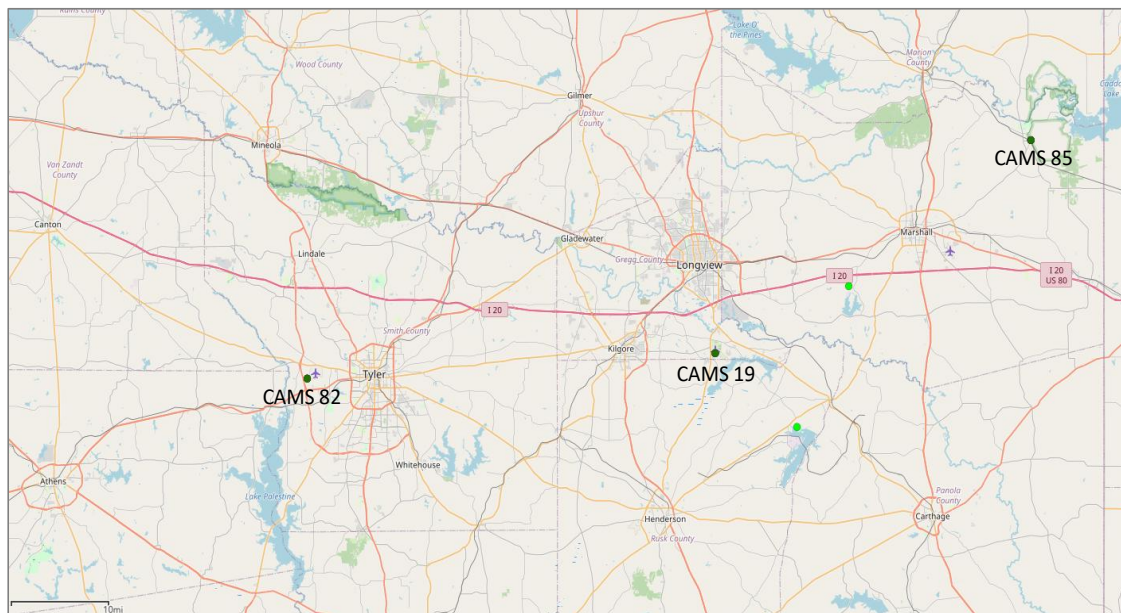 Rains County
Wood County
Lake O'
the Pines
Marion
County
Gilmer
Upshur
County
Caddo
Lake
Mineola
Van Zandt
County
CAMS 85
Canton
Gladewater
Marshall
Lindale
Gregg County
Longview
I 20
I 20
US 80
I 20
Smith County
Kilgore
Tyler
CAMS 19
CAMS 82
Whitehouse
Athens
Lake Palestine
Panola
County
Henderson
Carthage
Rusk County
10mi